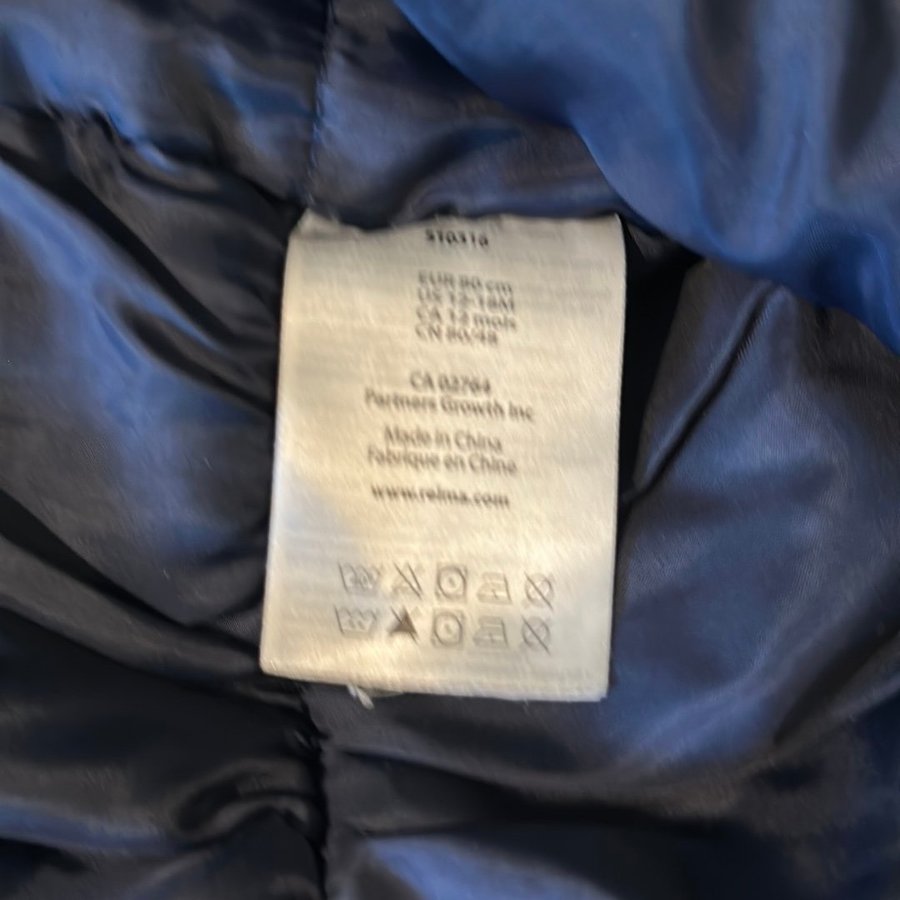 510316
EUR 80 cm
US 12-18M
CA 12 mois
CN 80/48
CA 02764
Partners Growth Inc
Made in China
Fabriqué en Chine
www.reima.com